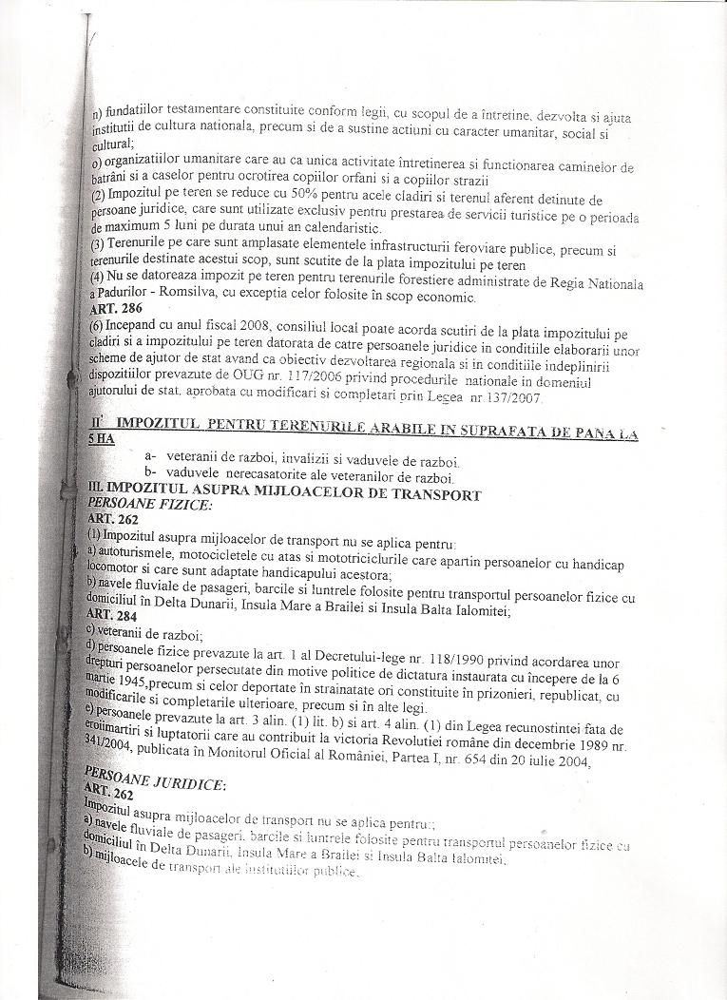 n) fundatiilor testamentare constituite conform legii, cu scopul de a întretine, dezvolta si ajuta
institutii de cultura nationala, precum si de a sustine actiuni cu caracter umanitar, social si
cultural;
o) organizatiilor umanitare care au ca unica activitate întretinerea si functionarea caminelor de
batrâni si a caselor pentru ocrotirea copiilor orfani si a copiilor strazii
(2) Impozitul pe teren se reduce cu 50% pentru acele cladiri si terenul aferent detinute de
persoane juridice, care sunt utilizate exclusiv pentru prestarea de servicii turistice pe o perioada
de maximum 5 luni pe durata unui an calendaristic.
(3) Terenurile pe care sunt amplasate elementele infrastructurii feroviare publice, precum si
terenurile destinate acestui scop, sunt scutite de la plata impozitului pe teren
(4) Nu se datoreaza impozit pe teren pentru terenurile forestiere administrate de Regia Nationala
a Padurilor - Romsilva, cu exceptia celor folosite în scop economic.
ART. 286
(6) Incepand cu anul fiscal 2008, consiliul local poate acorda scutiri de la plata impozitului pe
cladiri si a impozitului pe teren datorata de catre persoanele juridice in conditiile elaborarii unor
scheme de ajutor de stat avand ca obiectiv dezvoltarea regionala si in conditiile indeplinirii
dispozitiilor prevazute de OUG nr. 117/2006 privind procedurile nationale in domeniul
ajutorului de stat, aprobata cu modificari si completari prin Legea nr.137/2007.
II IMPOZITUL PENTRU TERENURILE ARABILE IN SUPRAFATA DE PANA LA
5 HA
a- veteranii de razboi, invalizii si vaduvele de razboi.
b- vaduvele nerecasatorite ale veteranilor de razboi.
III. IMPOZITUL ASUPRA MIJLOACELOR DE TRANSPORT
PERSOANE FIZICE:
ART. 262
(1) Impozitul asupra mijloacelor de transport nu se aplica pentru:
a) autoturismele, motocicletele cu atas si mototriciclurile care apartin persoanelor cu handicap
locomotor si care sunt adaptate handicapului acestora;
b) navele fluviale de pasageri, barcile si luntrele folosite pentru transportul persoanelor fizice cu
domiciliul în Delta Dunarii, Insula Mare a Brailei si Insula Balta Ialomitei;
ART. 284
c) veteranii de razboi;
d) persoanele fizice prevazute la art. 1 al Decretului-lege nr. 118/1990 privind acordarea unor
drepturi persoanelor persecutate din motive politice de dictatura instaurata cu începere de la 6
martie 1945,precum si celor deportate în strainatate ori constituite în prizonieri, republicat, cu
modificarile si completarile ulterioare, precum si în alte legi.
e) persoanele prevazute la art. 3 alin. (1) lit. b) si art. 4 alin. (1) din Legea recunostintei fata de
eroiimartiri si luptatorii care au contribuit la victoria Revolutiei române din decembrie 1989 nr.
341/2004, publicata în Monitorul Oficial al României, Partea I, nr. 654 din 20 iulie 2004,
PERSOANE JURIDICE:
ART. 262
Impozitul asupra mijloacelor de transport nu se aplica pentru:;
a) navele fluviale de pasageri, barcile si luntrele folosite pentru transportul persoanelor fizice cu
domiciliul în Delta Dunarii, Insula Mare a Brailei si Insula Balta Ialomitei.
b) mijloacele de transport ale institutiilor publice.